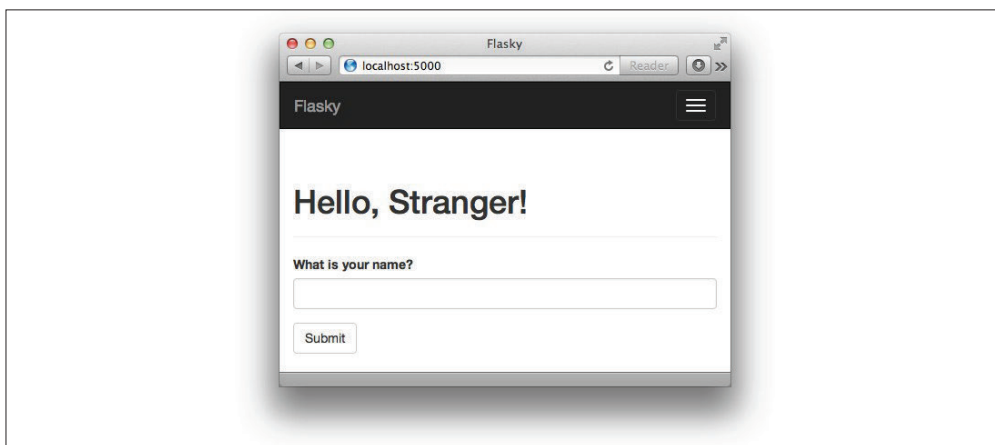 Flasky
localhost:5000
Reader
Flasky
Hello, Stranger!
What is your name?
Submit